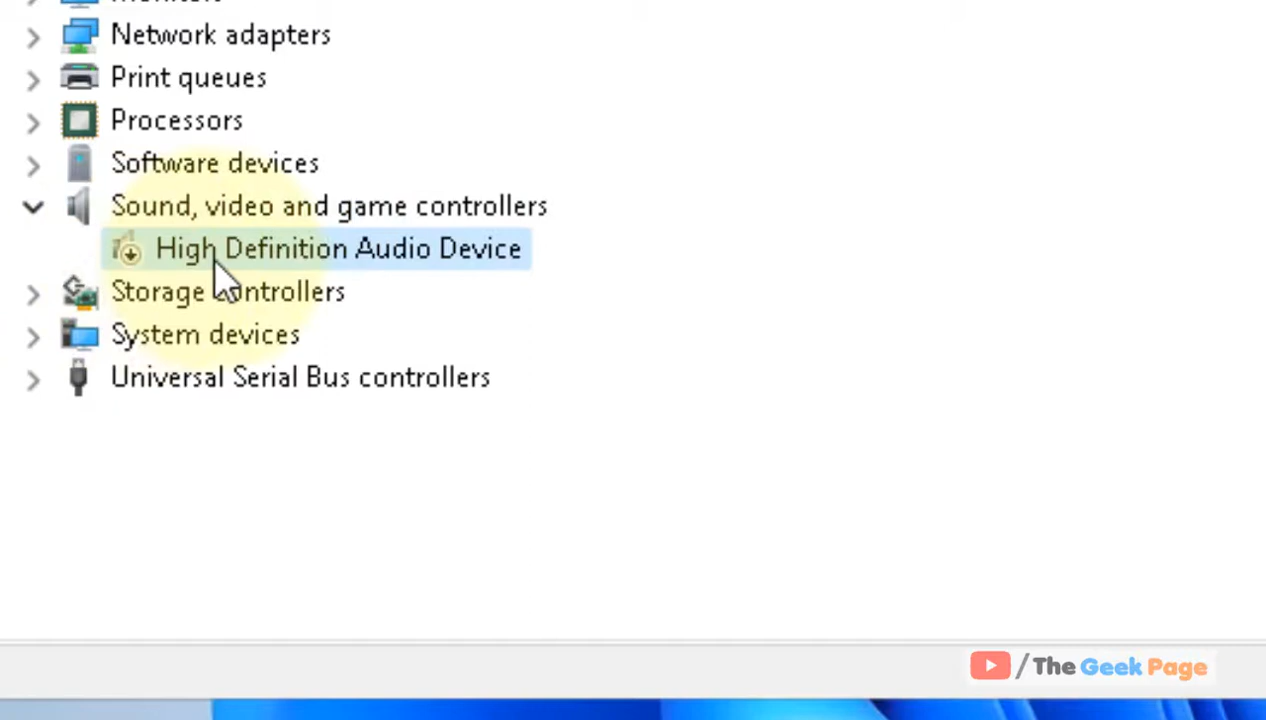 Network adapters
Print queues
Processors
Software devices
Sound, video and game controllers
High Definition Audio Device
Storage controllers
System devices
Universal Serial Bus controllers
/The Geek Page